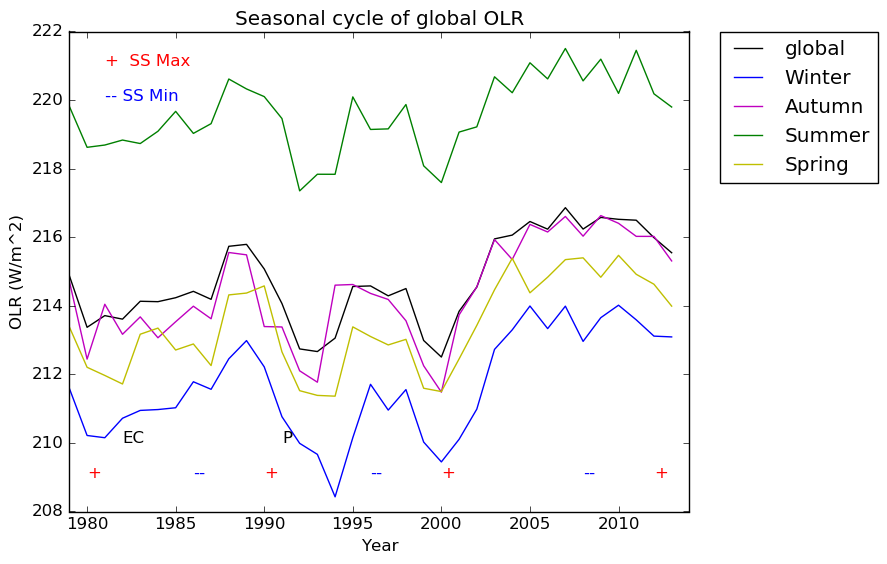 Seasonal cycle of global OLR
222
220
218
216
214
212
210
208
OLR (W/m^2)
+ SS Max
-- SS Min
EC
P
+ -- + -- + -- +
1980 1985 1990 1995 2000 2005 2010
Year
global
Winter
Autumn
Summer
Spring